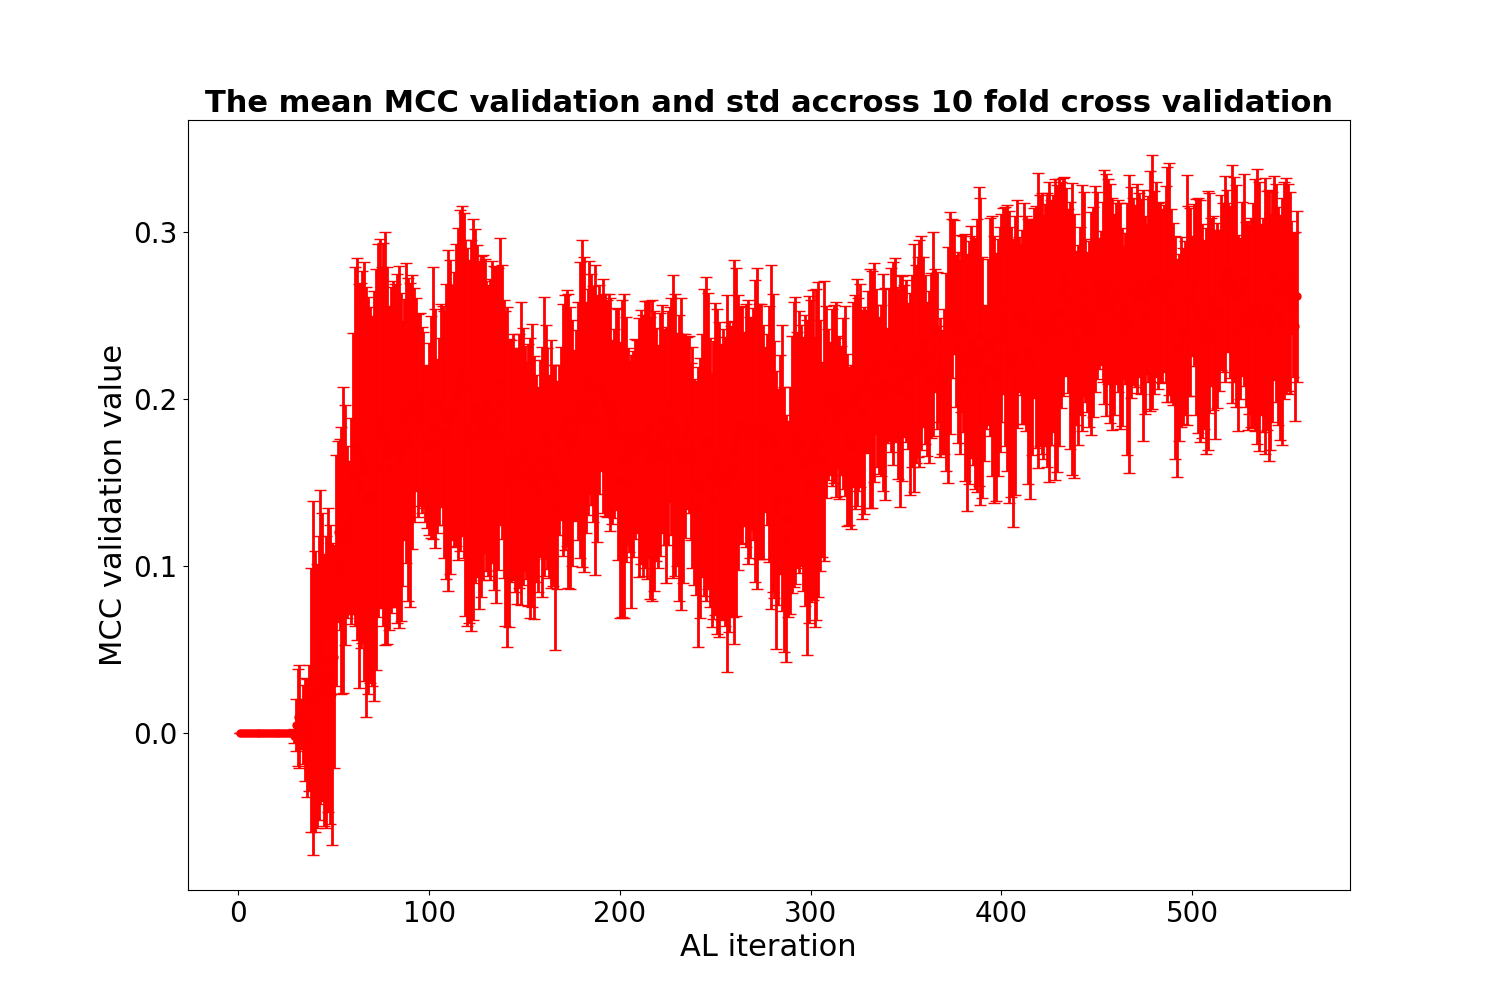 The mean MCC validation and std accross 10 fold cross validation
MCC validation value
0.3
0.2
0.1
0.0
0 100 200 300 400 500
AL iteration